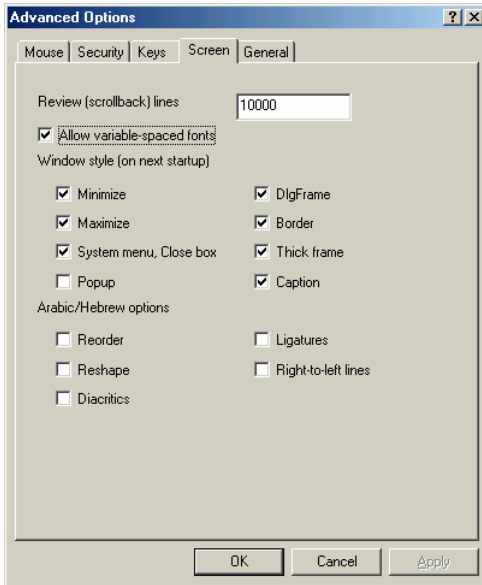 Advanced Options
Mouse Security Keys Screen General
Review (scrollback) lines 10000
Allow variable-spaced fonts
Window style (on next startup)
Minimize DlgFrame
Maximize Border
System menu, Close box Thick frame
Popup Caption
Arabic/Hebrew options
Reorder Ligatures
Reshape Right-to-left lines
Diacritics
OK Cancel Apply